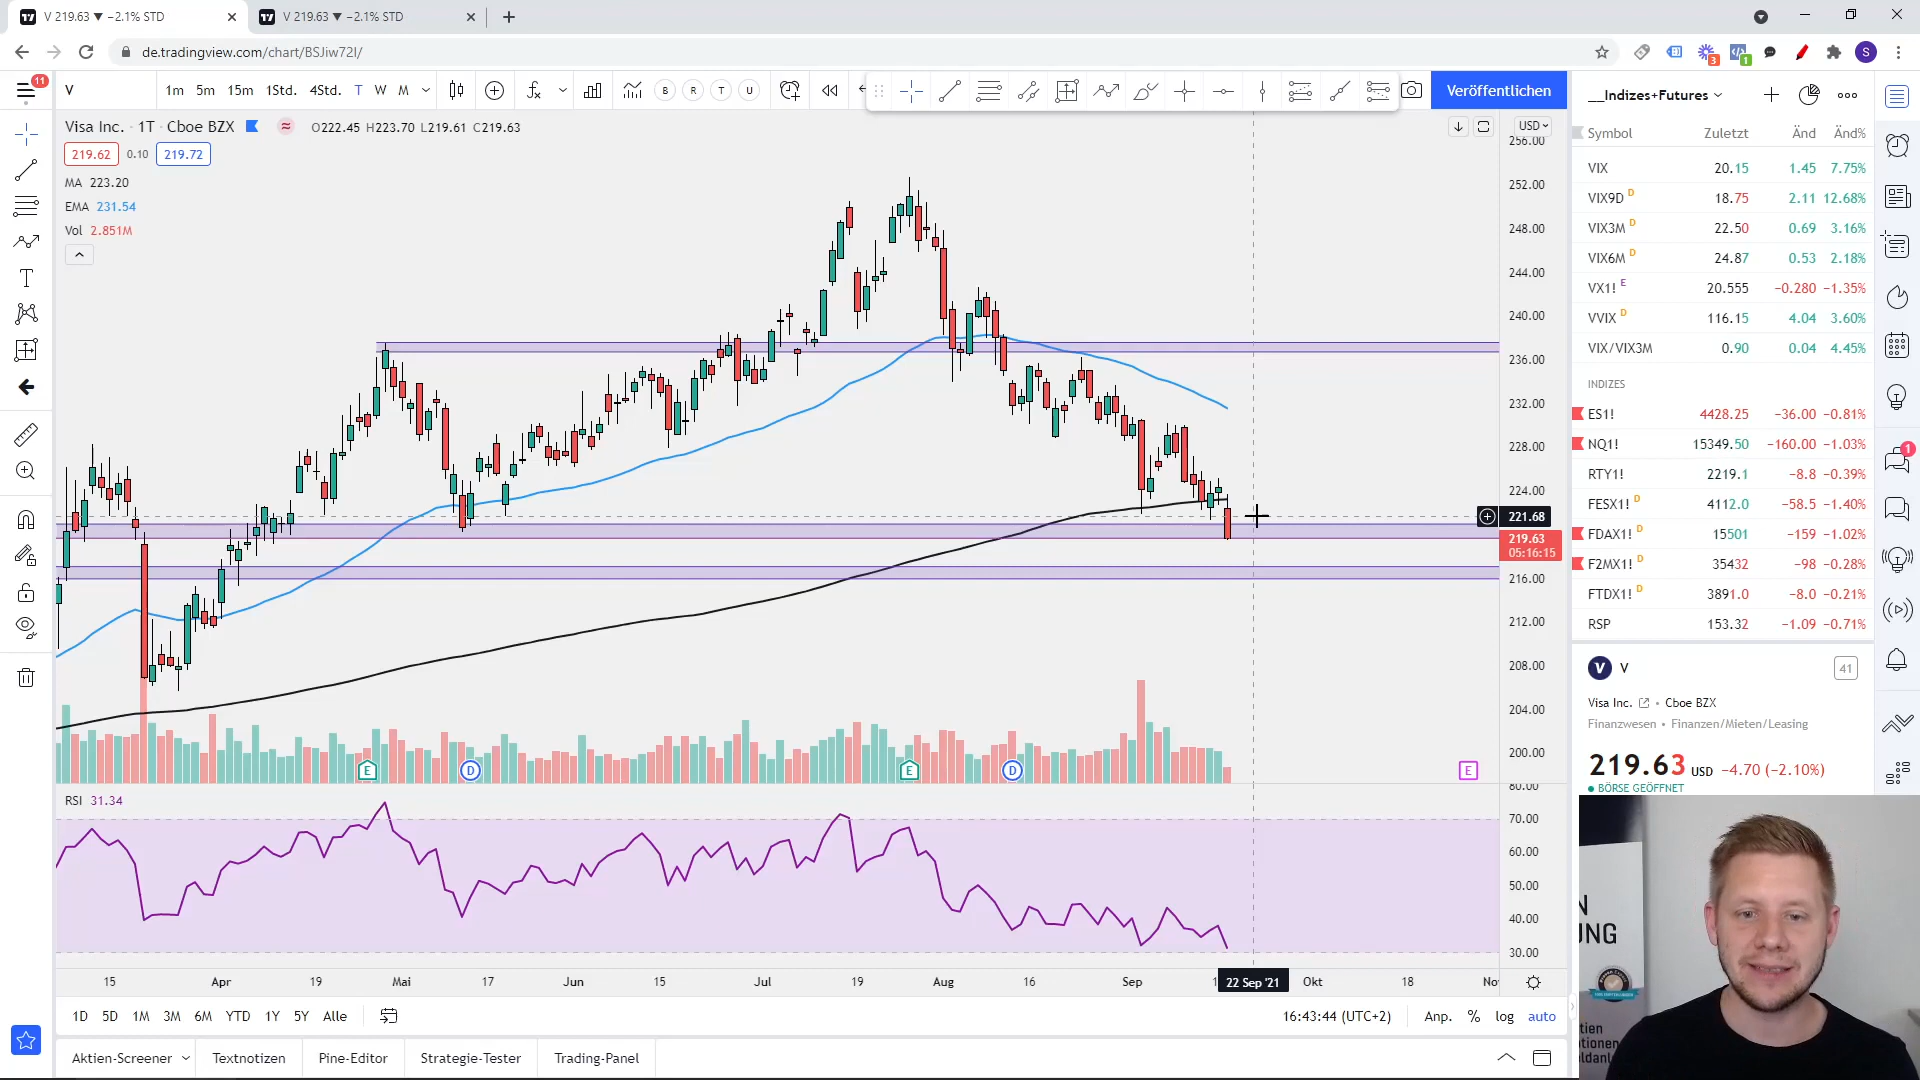 V 219.63 ▼ −2.1% STD
V 219.63 ▼ −2.1% STD
de.tradingview.com/chart/BSJiw72I/
3
1
S
11
V
1m 5m 15m 1Std. 4Std. T W M
B R T U
Veröffentlichen
__Indizes+Futures
Visa Inc. · 1T · Cboe BZX
O222.45 H223.70 L219.61 C219.63
219.62 0.10 219.72
MA 223.20
EMA 231.54
Vol 2.851M
USD
256.00
252.00
248.00
244.00
240.00
236.00
232.00
228.00
224.00
221.68
219.63
05:16:15
216.00
212.00
208.00
204.00
200.00
E D E D E
RSI 31.34
80.00
70.00
60.00
50.00
40.00
30.00
15 Apr 19 Mai 17 Jun 15 Jul 19 Aug 16 Sep 22 Sep '21 Okt 18
1D 5D 1M 3M 6M YTD 1Y 5Y Alle
16:43:44 (UTC+2) Anp. % log auto
Aktien-Screener Textnotizen Pine-Editor Strategie-Tester Trading-Panel
Symbol Zuletzt Änd Änd%
VIX 20.15 1.45 7.75%
VIX9D D 18.75 2.11 12.68%
VIX3M D 22.50 0.69 3.16%
VIX6M D 24.87 0.53 2.18%
VX1! E 20.555 −0.280 −1.35%
VVIX D 116.15 4.04 3.60%
VIX/VIX3M 0.90 0.04 4.45%
INDIZES
ES1! 4428.25 −36.00 −0.81%
NQ1! 15349.50 −160.00 −1.03%
RTY1! 2219.1 −8.8 −0.39%
FESX1! D 4112.0 −58.5 −1.40%
FDAX1! D 15501 −159 −1.02%
F2MX1! D 35432 −98 −0.28%
FTDX1! D 3891.0 −8.0 −0.21%
RSP 153.32 −1.09 −0.71%
1
V V 41
Visa Inc. • Cboe BZX
Finanzwesen • Finanzen/Mieten/Leasing
219.63 USD −4.70 (−2.10%)
BÖRSE GEÖFFNET